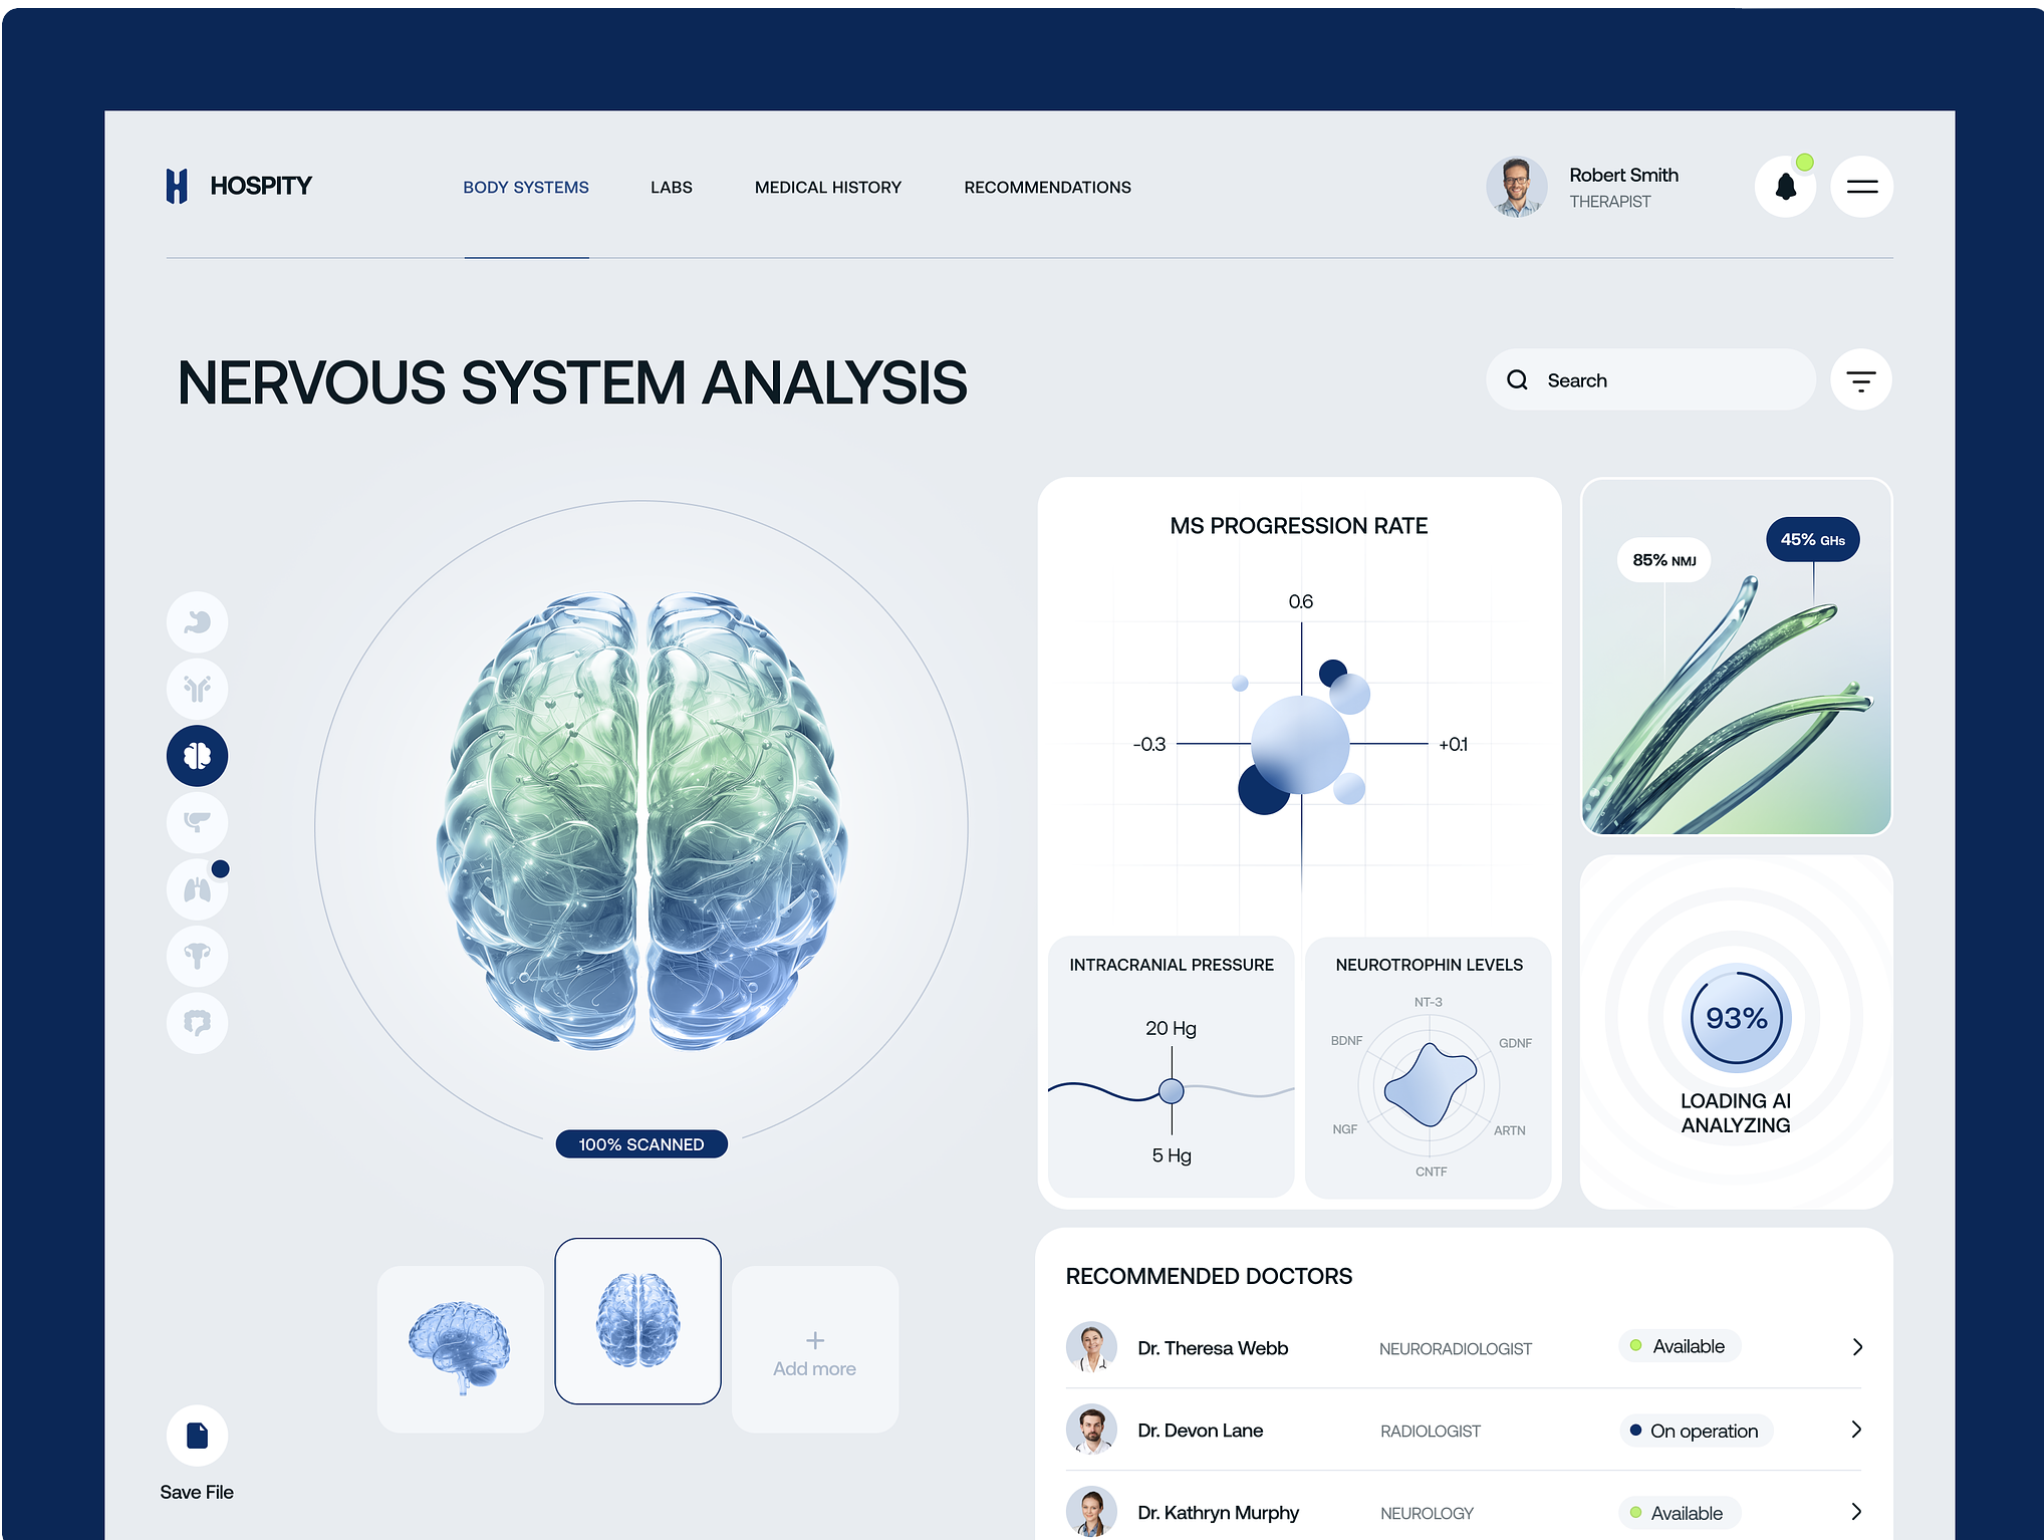 HOSPITY
BODY SYSTEMS
LABS
MEDICAL HISTORY
RECOMMENDATIONS
Robert Smith
THERAPIST
NERVOUS SYSTEM ANALYSIS
Search
100% SCANNED
+
Add more
Save File
MS PROGRESSION RATE
0.6
-0.3
+0.1
INTRACRANIAL PRESSURE
20 Hg
5 Hg
NEUROTROPHIN LEVELS
NT-3
BDNF
GDNF
NGF
ARTN
CNTF
85% NMJ
45% GHs
93%
LOADING AI
ANALYZING
RECOMMENDED DOCTORS
Dr. Theresa Webb
NEURORADIOLOGIST
Available
Dr. Devon Lane
RADIOLOGIST
On operation
Dr. Kathryn Murphy
NEUROLOGY
Available